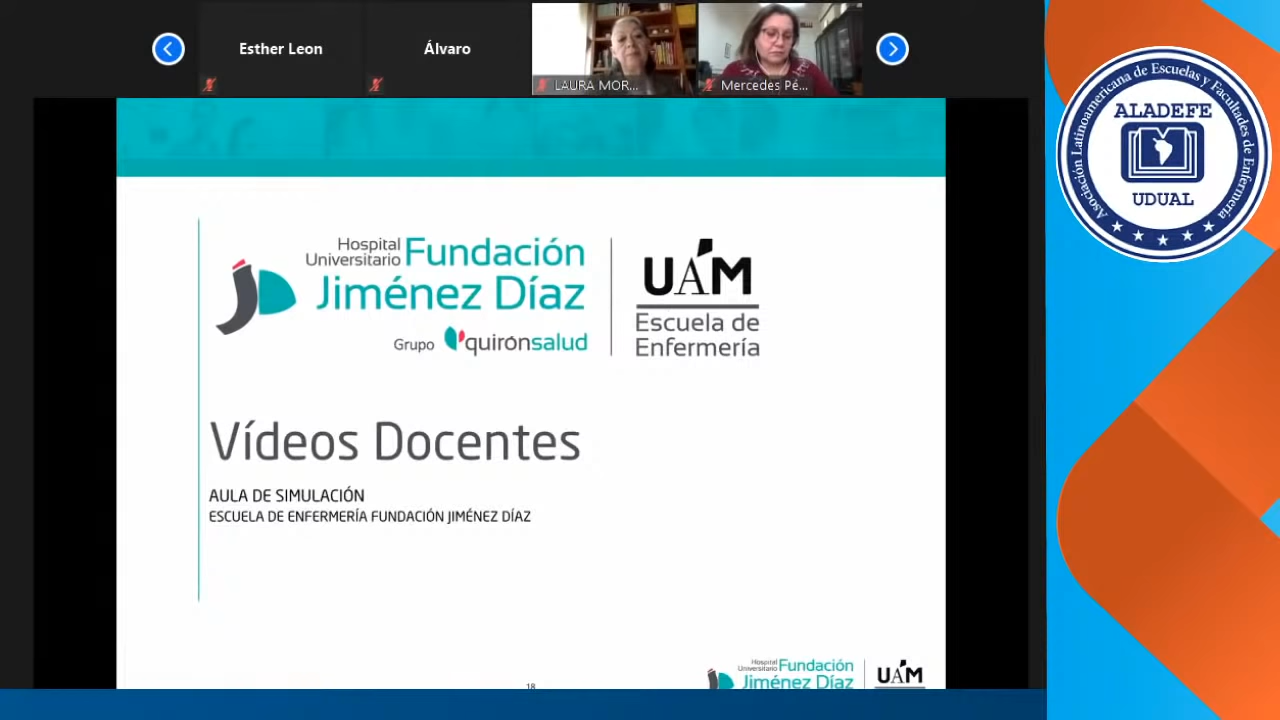 Esther Leon
Álvaro
LAURA MOR...
Mercedes Pé...
Asociación Latinoamericana de Escuelas y Facultades de Enfermería
ALADEFE
UDUAL
Hospital
Universitario Fundación
Jiménez Díaz
Grupo quirónsalud
UAM
Escuela de
Enfermería
Vídeos Docentes
AULA DE SIMULACIÓN
ESCUELA DE ENFERMERÍA FUNDACIÓN JIMÉNEZ DÍAZ
18
Hospital
Universitario Fundación
Jiménez Díaz
UAM